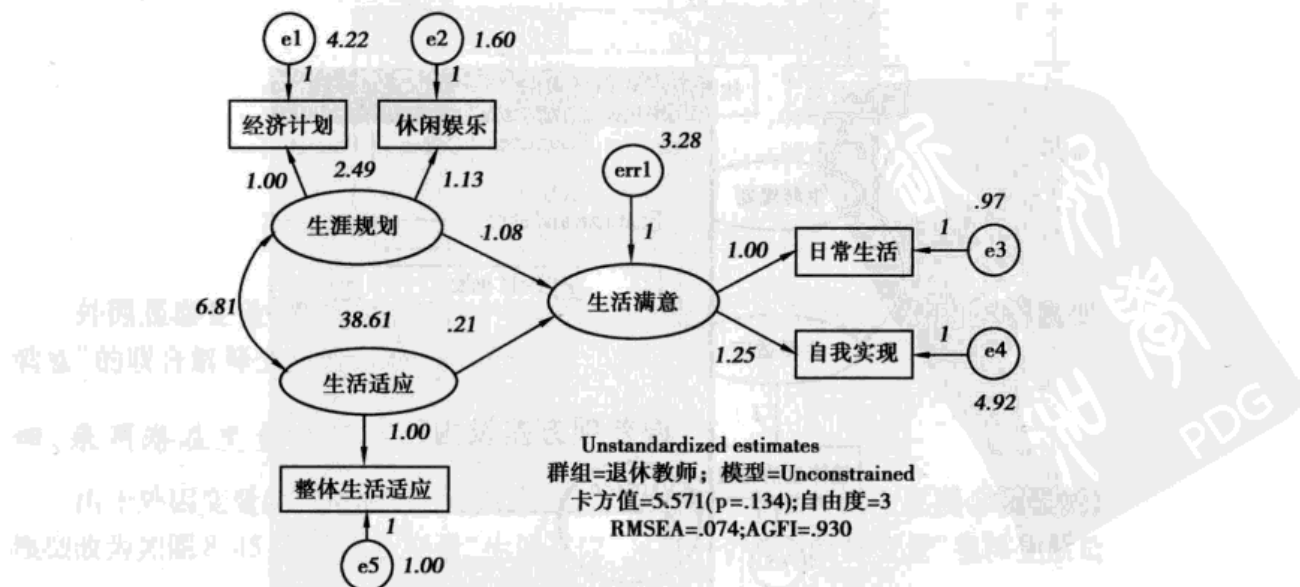 e1 4.22
e2 1.60
1
1
经济计划
休闲娱乐
1.00
2.49
1.13
生涯规划
err1
3.28
1
1.08
生活满意
1.00
日常生活
1
e3
.97
6.81
38.61
.21
生活适应
1.25
自我实现
1
e4
4.92
1.00
整体生活适应
1
e5 1.00
Unstandardized estimates
群组=退休教师；模型=Unconstrained
卡方值=5.571(p=.134);自由度=3
RMSEA=.074;AGFI=.930
PDG